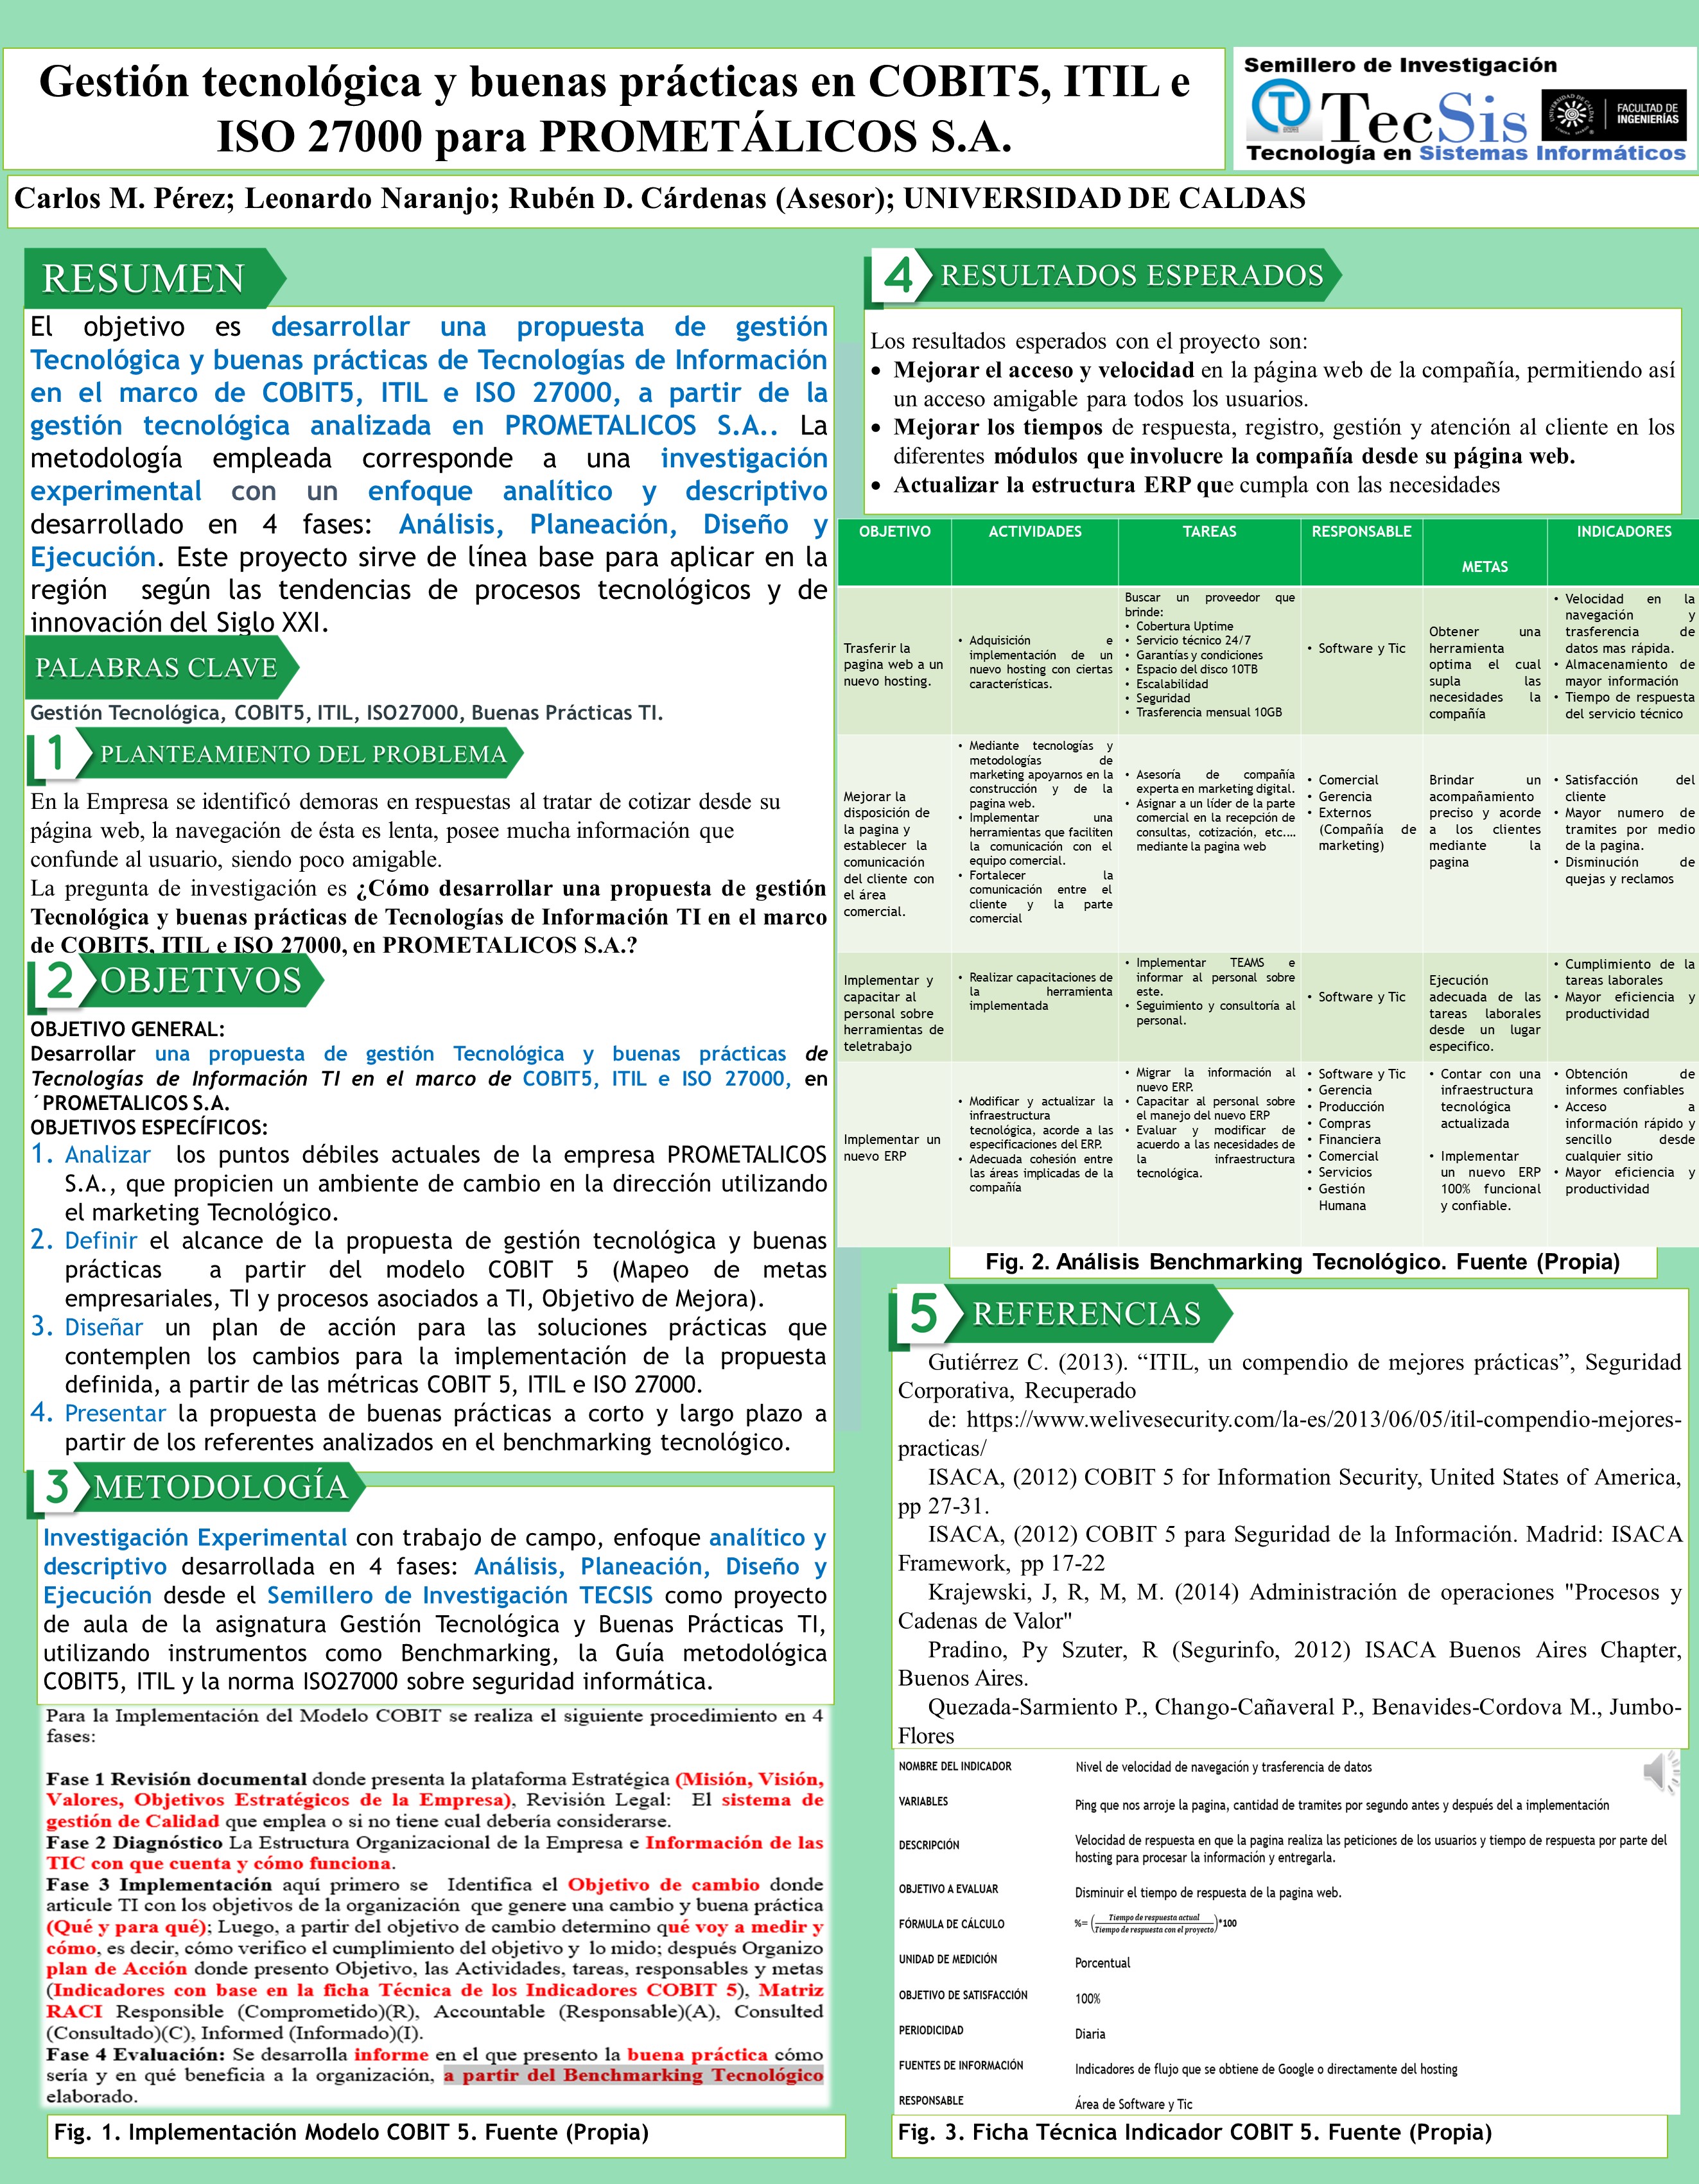 Gestión tecnológica y buenas prácticas en COBIT5, ITIL e
ISO 27000 para PROMETÁLICOS S.A.
Semillero de Investigación
TecSis
UNIVERSIDAD DE CALDAS
FACULTAD DE
INGENIERÍAS
Tecnología en Sistemas Informáticos
Carlos M. Pérez; Leonardo Naranjo; Rubén D. Cárdenas (Asesor); UNIVERSIDAD DE CALDAS
RESUMEN
El objetivo es desarrollar una propuesta de gestión
Tecnológica y buenas prácticas de Tecnologías de Información
en el marco de COBIT5, ITIL e ISO 27000, a partir de la
gestión tecnológica analizada en PROMETALICOS S.A.. La
metodología empleada corresponde a una investigación
experimental con un enfoque analítico y descriptivo
desarrollado en 4 fases: Análisis, Planeación, Diseño y
Ejecución. Este proyecto sirve de línea base para aplicar en la
región según las tendencias de procesos tecnológicos y de
innovación del Siglo XXI.
PALABRAS CLAVE
Gestión Tecnológica, COBIT5, ITIL, ISO27000, Buenas Prácticas TI.
1 PLANTEAMIENTO DEL PROBLEMA
En la Empresa se identificó demoras en respuestas al tratar de cotizar desde su
página web, la navegación de ésta es lenta, posee mucha información que
confunde al usuario, siendo poco amigable.
La pregunta de investigación es ¿Cómo desarrollar una propuesta de gestión
Tecnológica y buenas prácticas de Tecnologías de Información TI en el marco
de COBIT5, ITIL e ISO 27000, en PROMETALICOS S.A.?
2 OBJETIVOS
OBJETIVO GENERAL:
Desarrollar una propuesta de gestión Tecnológica y buenas prácticas de
Tecnologías de Información TI en el marco de COBIT5, ITIL e ISO 27000, en
´PROMETALICOS S.A.
OBJETIVOS ESPECÍFICOS:
1. Analizar los puntos débiles actuales de la empresa PROMETALICOS
S.A., que propicien un ambiente de cambio en la dirección utilizando
el marketing Tecnológico.
2. Definir el alcance de la propuesta de gestión tecnológica y buenas
prácticas a partir del modelo COBIT 5 (Mapeo de metas
empresariales, TI y procesos asociados a TI, Objetivo de Mejora).
3. Diseñar un plan de acción para las soluciones prácticas que
contemplen los cambios para la implementación de la propuesta
definida, a partir de las métricas COBIT 5, ITIL e ISO 27000.
4. Presentar la propuesta de buenas prácticas a corto y largo plazo a
partir de los referentes analizados en el benchmarking tecnológico.
3 METODOLOGÍA
Investigación Experimental con trabajo de campo, enfoque analítico y
descriptivo desarrollada en 4 fases: Análisis, Planeación, Diseño y
Ejecución desde el Semillero de Investigación TECSIS como proyecto
de aula de la asignatura Gestión Tecnológica y Buenas Prácticas TI,
utilizando instrumentos como Benchmarking, la Guía metodológica
COBIT5, ITIL y la norma ISO27000 sobre seguridad informática.
Para la Implementación del Modelo COBIT se realiza el siguiente procedimiento en 4
fases:
Fase 1 Revisión documental donde presenta la plataforma Estratégica (Misión, Visión,
Valores, Objetivos Estratégicos de la Empresa), Revisión Legal: El sistema de
gestión de Calidad que emplea o si no tiene cual debería considerarse.
Fase 2 Diagnóstico La Estructura Organizacional de la Empresa e Información de las
TIC con que cuenta y cómo funciona.
Fase 3 Implementación aquí primero se Identifica el Objetivo de cambio donde
articule TI con los objetivos de la organización que genere una cambio y buena práctica
(Qué y para qué); Luego, a partir del objetivo de cambio determino qué voy a medir y
cómo, es decir, cómo verifico el cumplimiento del objetivo y lo mido; después Organizo
plan de Acción donde presento Objetivo, las Actividades, tareas, responsables y metas
(Indicadores con base en la ficha Técnica de los Indicadores COBIT 5), Matriz
RACI Responsible (Comprometido)(R), Accountable (Responsable)(A), Consulted
(Consultado)(C), Informed (Informado)(I).
Fase 4 Evaluación: Se desarrolla informe en el que presento la buena práctica cómo
sería y en qué beneficia a la organización, a partir del Benchmarking Tecnológico
elaborado.
Fig. 1. Implementación Modelo COBIT 5. Fuente (Propia)
4 RESULTADOS ESPERADOS
Los resultados esperados con el proyecto son:
• Mejorar el acceso y velocidad en la página web de la compañía, permitiendo así
un acceso amigable para todos los usuarios.
• Mejorar los tiempos de respuesta, registro, gestión y atención al cliente en los
diferentes módulos que involucre la compañía desde su página web.
• Actualizar la estructura ERP que cumpla con las necesidades
OBJETIVO ACTIVIDADES TAREAS RESPONSABLE METAS INDICADORES
Trasferir la
pagina web a un
nuevo hosting.
• Adquisición e
implementación de un
nuevo hosting con ciertas
características.
Buscar un proveedor que
brinde:
• Cobertura Uptime
• Servicio técnico 24/7
• Garantías y condiciones
• Espacio del disco 10TB
• Escalabilidad
• Seguridad
• Trasferencia mensual 10GB
• Software y Tic
Obtener una
herramienta
optima el cual
supla las
necesidades la
compañía
• Velocidad en la
navegación y
trasferencia de
datos mas rápida.
• Almacenamiento de
mayor información
• Tiempo de respuesta
del servicio técnico
Mejorar la
disposición de
la pagina y
establecer la
comunicación
del cliente con
el área
comercial.
• Mediante tecnologías y
metodologías de
marketing apoyarnos en la
construcción y de la
pagina web.
• Implementar una
herramientas que faciliten
la comunicación con el
equipo comercial.
• Fortalecer la
comunicación entre el
cliente y la parte
comercial
• Asesoría de compañía
experta en marketing digital.
• Asignar a un líder de la parte
comercial en la recepción de
consultas, cotización, etc.…
mediante la pagina web
• Comercial
• Gerencia
• Externos
(Compañía de
marketing)
Brindar un
acompañamiento
preciso y acorde
a los clientes
mediante la
pagina
• Satisfacción del
cliente
• Mayor numero de
tramites por medio
de la pagina.
• Disminución de
quejas y reclamos
Implementar y
capacitar al
personal sobre
herramientas de
teletrabajo
• Realizar capacitaciones de
la herramienta
implementada
• Implementar TEAMS e
informar al personal sobre
este.
• Seguimiento y consultoría al
personal.
• Software y Tic
Ejecución
adecuada de las
tareas laborales
desde un lugar
especifico.
• Cumplimiento de la
tareas laborales
• Mayor eficiencia y
productividad
Implementar un
nuevo ERP
• Modificar y actualizar la
infraestructura
tecnológica, acorde a las
especificaciones del ERP.
• Adecuada cohesión entre
las áreas implicadas de la
compañía
• Migrar la información al
nuevo ERP.
• Capacitar al personal sobre
el manejo del nuevo ERP
• Evaluar y modificar de
acuerdo a las necesidades de
la infraestructura
tecnológica.
• Software y Tic
• Gerencia
• Producción
• Compras
• Financiera
• Comercial
• Servicios
• Gestión
Humana
• Contar con una
infraestructura
tecnológica
actualizada
• Implementar
un nuevo ERP
100% funcional
y confiable.
• Obtención de
informes confiables
• Acceso a
información rápido y
sencillo desde
cualquier sitio
• Mayor eficiencia y
productividad
Fig. 2. Análisis Benchmarking Tecnológico. Fuente (Propia)
5 REFERENCIAS
Gutiérrez C. (2013). “ITIL, un compendio de mejores prácticas”, Seguridad
Corporativa, Recuperado
de: https://www.welivesecurity.com/la-es/2013/06/05/itil-compendio-mejores-
practicas/
ISACA, (2012) COBIT 5 for Information Security, United States of America,
pp 27-31.
ISACA, (2012) COBIT 5 para Seguridad de la Información. Madrid: ISACA
Framework, pp 17-22
Krajewski, J, R, M, M. (2014) Administración de operaciones "Procesos y
Cadenas de Valor"
Pradino, Py Szuter, R (Segurinfo, 2012) ISACA Buenos Aires Chapter,
Buenos Aires.
Quezada-Sarmiento P., Chango-Cañaveral P., Benavides-Cordova M., Jumbo-
Flores
NOMBRE DEL INDICADOR Nivel de velocidad de navegación y trasferencia de datos
VARIABLES Ping que nos arroje la pagina, cantidad de tramites por segundo antes y después del a implementación
DESCRIPCIÓN Velocidad de respuesta en que la pagina realiza las peticiones de los usuarios y tiempo de respuesta por parte del
hosting para procesar la información y entregarla.
OBJETIVO A EVALUAR Disminuir el tiempo de respuesta de la pagina web.
FÓRMULA DE CÁLCULO %= (Tiempo de respuesta actual / Tiempo de respuesta con el proyecto)*100
UNIDAD DE MEDICIÓN Porcentual
OBJETIVO DE SATISFACCIÓN 100%
PERIODICIDAD Diaria
FUENTES DE INFORMACIÓN Indicadores de flujo que se obtiene de Google o directamente del hosting
RESPONSABLE Área de Software y Tic
Fig. 3. Ficha Técnica Indicador COBIT 5. Fuente (Propia)